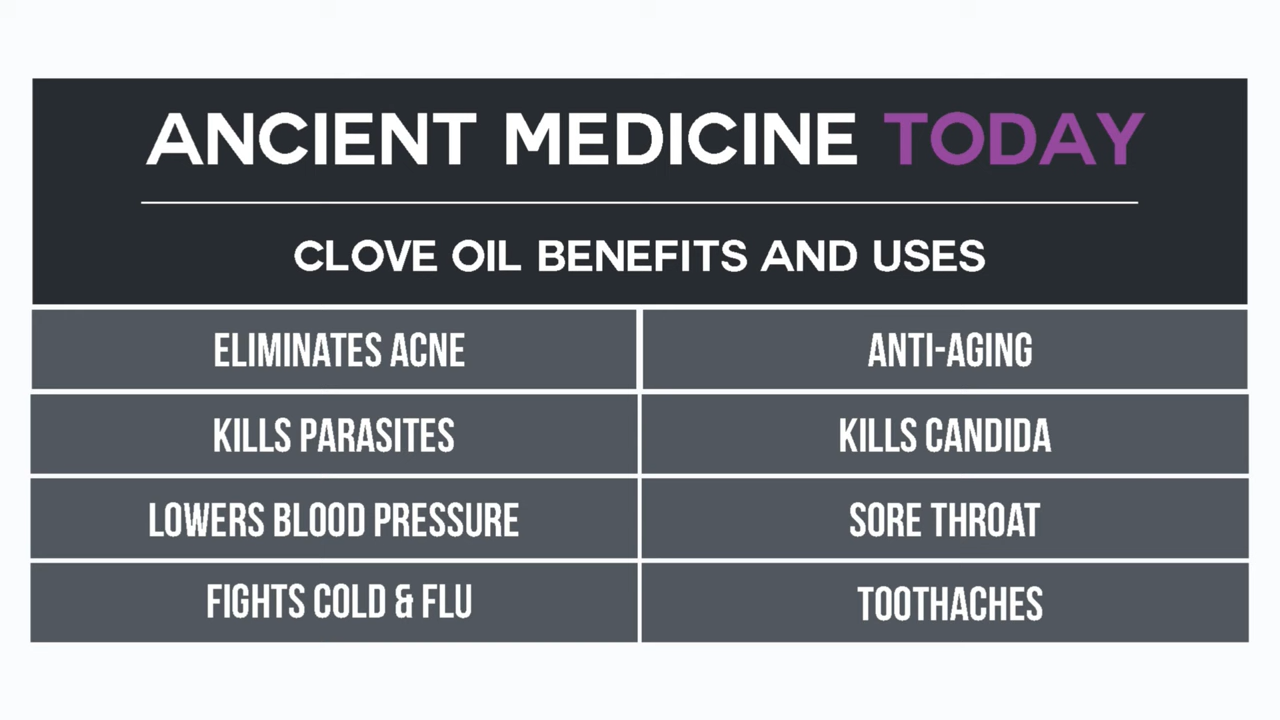 ANCIENT MEDICINE TODAY
CLOVE OIL BENEFITS AND USES
ELIMINATES ACNE
ANTI-AGING
KILLS PARASITES
KILLS CANDIDA
LOWERS BLOOD PRESSURE
SORE THROAT
FIGHTS COLD & FLU
TOOTHACHES